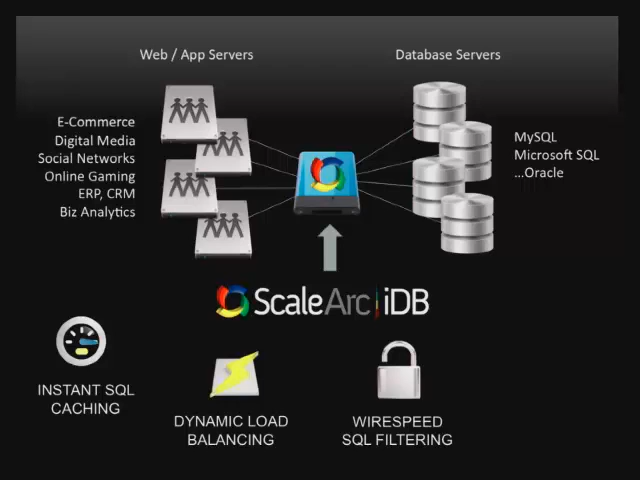 Web / App Servers
Database Servers
E-Commerce
Digital Media
Social Networks
Online Gaming
ERP, CRM
Biz Analytics
MySQL
Microsoft SQL
...Oracle
ScaleArc iDB
INSTANT SQL
CACHING
DYNAMIC LOAD
BALANCING
WIRESPEED
SQL FILTERING